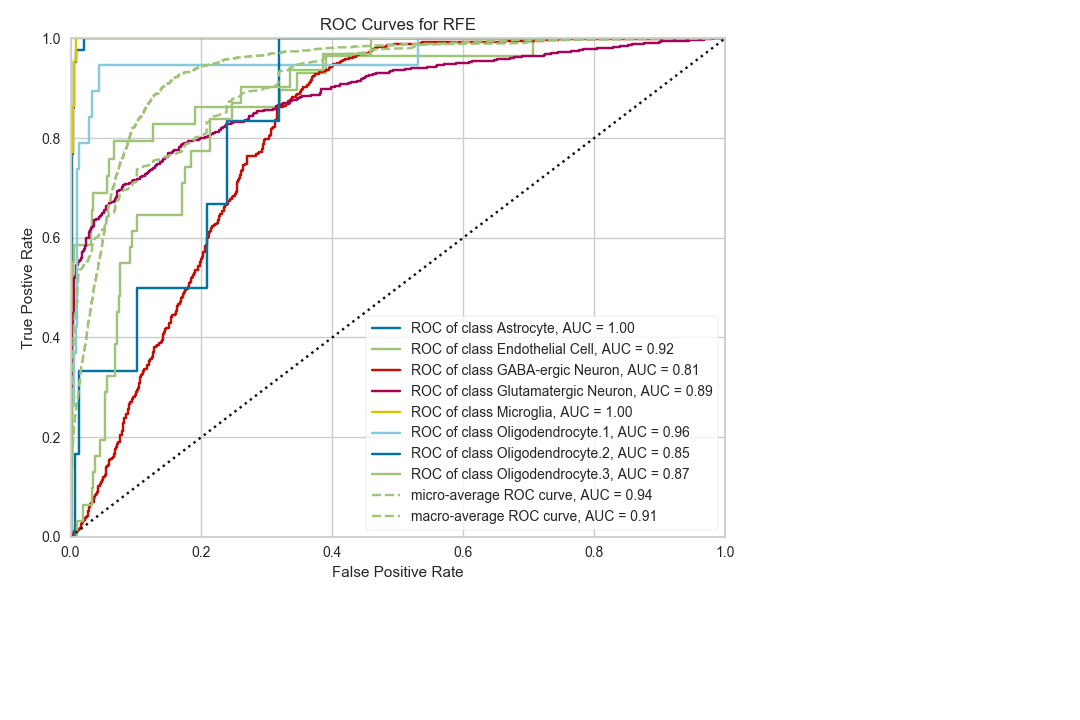 ROC Curves for RFE
True Postive Rate
1.0
0.8
0.6
0.4
0.2
0.0
ROC of class Astrocyte, AUC = 1.00
ROC of class Endothelial Cell, AUC = 0.92
ROC of class GABA-ergic Neuron, AUC = 0.81
ROC of class Glutamatergic Neuron, AUC = 0.89
ROC of class Microglia, AUC = 1.00
ROC of class Oligodendrocyte.1, AUC = 0.96
ROC of class Oligodendrocyte.2, AUC = 0.85
ROC of class Oligodendrocyte.3, AUC = 0.87
micro-average ROC curve, AUC = 0.94
macro-average ROC curve, AUC = 0.91
0.0 0.2 0.4 0.6 0.8 1.0
False Positive Rate